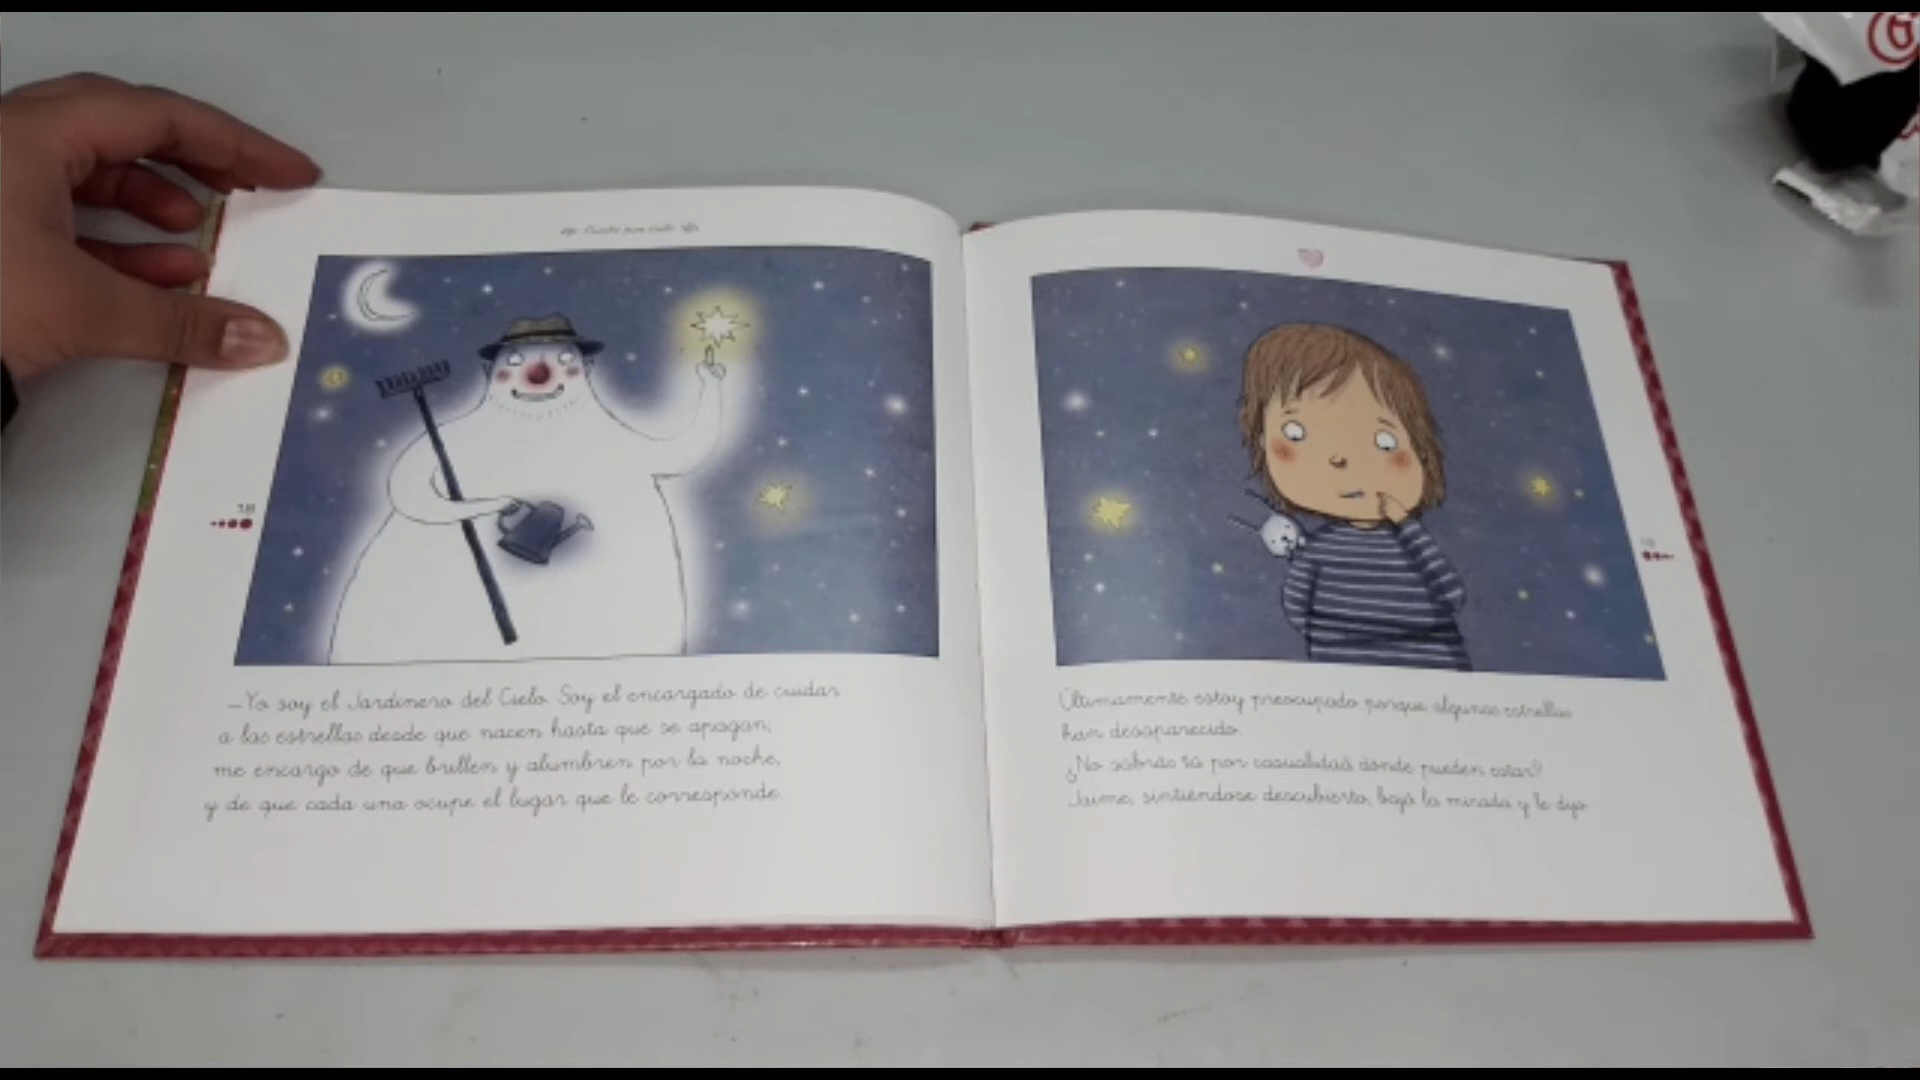 18
—Yo soy el Jardinero del Cielo. Soy el encargado de cuidar
a las estrellas desde que nacen hasta que se apagan,
me encargo de que brillen y alumbren por la noche,
y de que cada una ocupe el lugar que le corresponde.
Últimamente estoy preocupado porque algunas estrellas
han desaparecido.
¿No sabrás tú por casualidad dónde pueden estar?
Jaime, sintiéndose descubierto, bajó la mirada y le dijo: